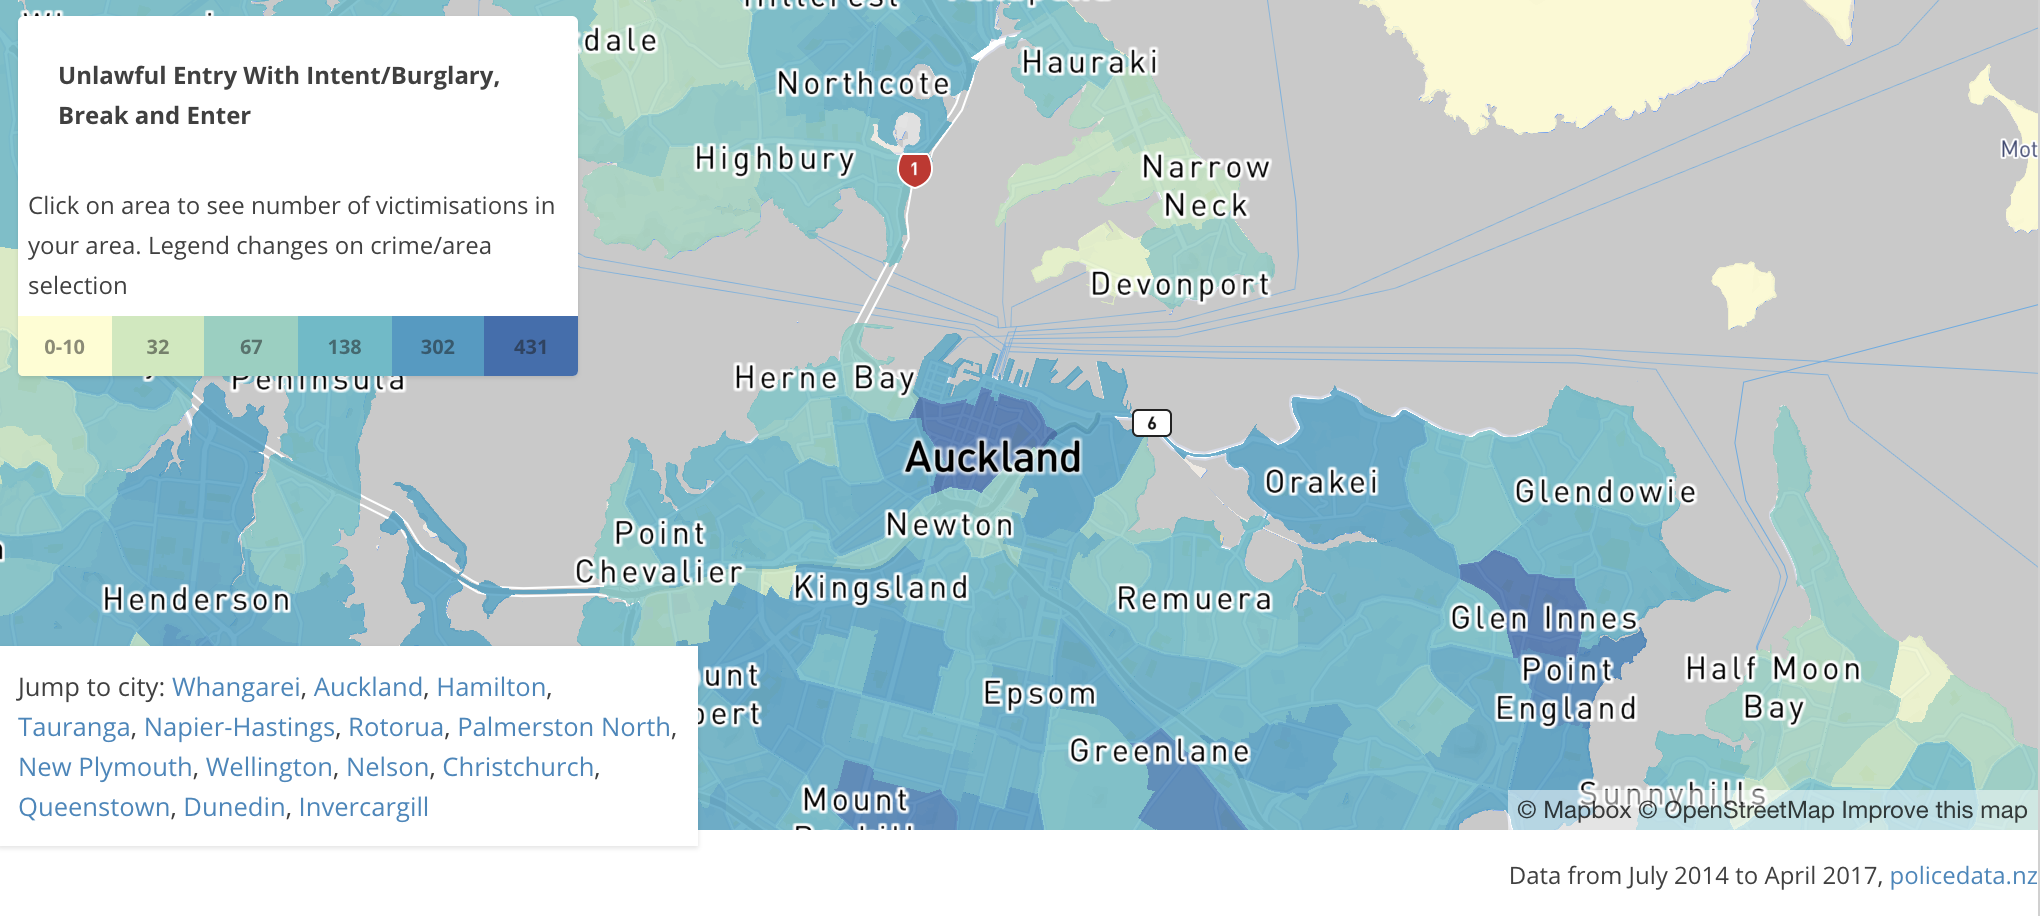 dale
Hauraki
Northcote
Unlawful Entry With Intent/Burglary,
Break and Enter
Highbury
1
Narrow
Neck
Mot
Click on area to see number of victimisations in
your area. Legend changes on crime/area
selection
Devonport
0-10 32 67 138 302 431
Peninsula
Herne Bay
6
Auckland
Orakei
Glendowie
Newton
Point
Chevalier
Kingsland
Henderson
Remuera
Glen Innes
Point
England
Half Moon
Bay
unt
bert
Epsom
Greenlane
Jump to city: Whangarei, Auckland, Hamilton,
Tauranga, Napier-Hastings, Rotorua, Palmerston North,
New Plymouth, Wellington, Nelson, Christchurch,
Queenstown, Dunedin, Invercargill
Mount
Sunnyhills
© Mapbox © OpenStreetMap Improve this map
Data from July 2014 to April 2017, policedata.nz